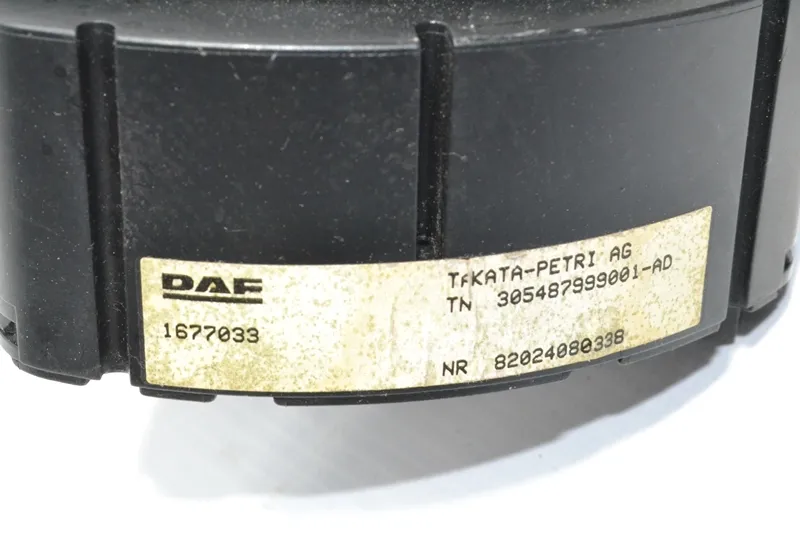 DAF
1677033
TAKATA-PETRI AG
TN 305487999001-AD
NR 82024080338